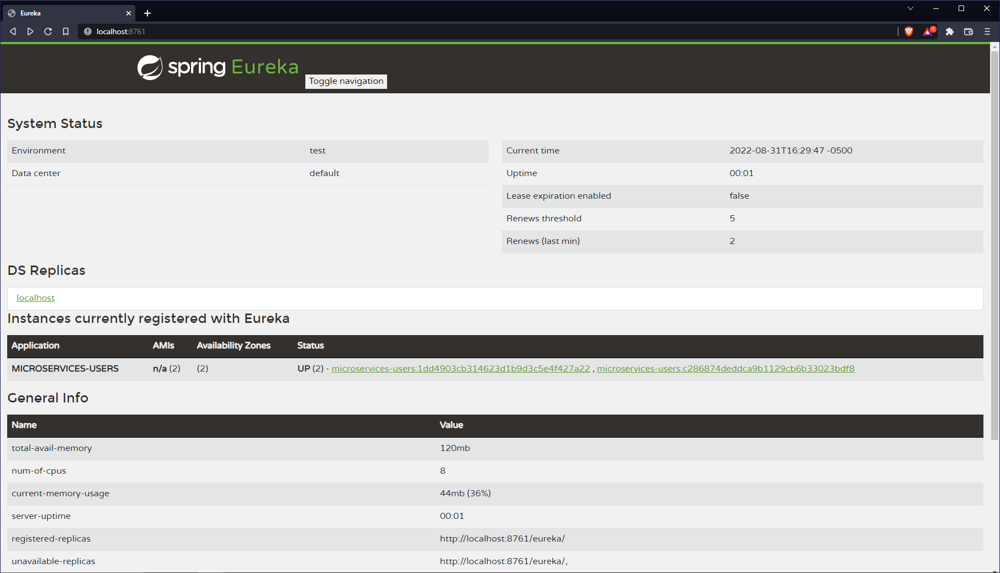 Eureka
localhost:8761
1
spring Eureka
Toggle navigation
System Status
Environment test
Data center default
Current time 2022-08-31T16:29:47 -0500
Uptime 00:01
Lease expiration enabled false
Renews threshold 5
Renews (last min) 2
DS Replicas
localhost
Instances currently registered with Eureka
Application AMIs Availability Zones Status
MICROSERVICES-USERS n/a (2) (2) UP (2) - microservices-users:1dd4903cb314623d1b9d3c5e4f427a22 , microservices-users:c286874deddca9b1129cb6b33023bdf8
General Info
Name Value
total-avail-memory 120mb
num-of-cpus 8
current-memory-usage 44mb (36%)
server-uptime 00:01
registered-replicas http://localhost:8761/eureka/
unavailable-replicas http://localhost:8761/eureka/,